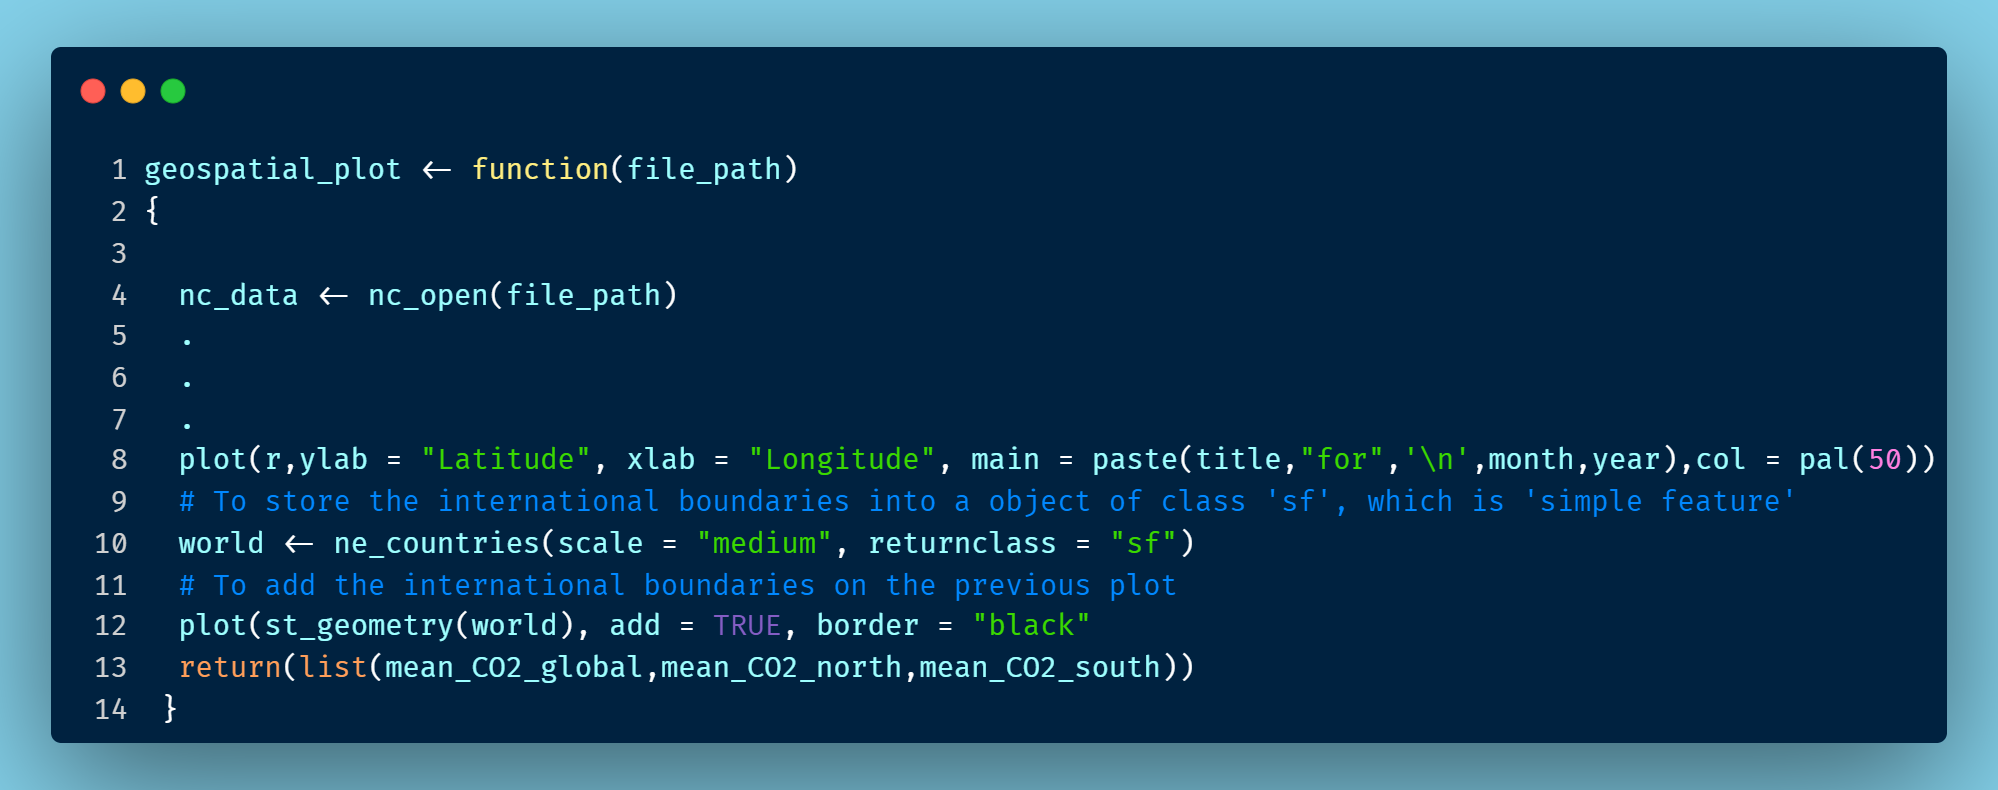 1 geospatial_plot <- function(file_path)
2 {
3
4   nc_data <- nc_open(file_path)
5   .
6   .
7   .
8   plot(r,ylab = "Latitude", xlab = "Longitude", main = paste(title,"for",'\n',month,year),col = pal(50))
9   # To store the international boundaries into a object of class 'sf', which is 'simple feature'
10   world <- ne_countries(scale = "medium", returnclass = "sf")
11   # To add the international boundaries on the previous plot
12   plot(st_geometry(world), add = TRUE, border = "black"
13   return(list(mean_CO2_global,mean_CO2_north,mean_CO2_south))
14  }